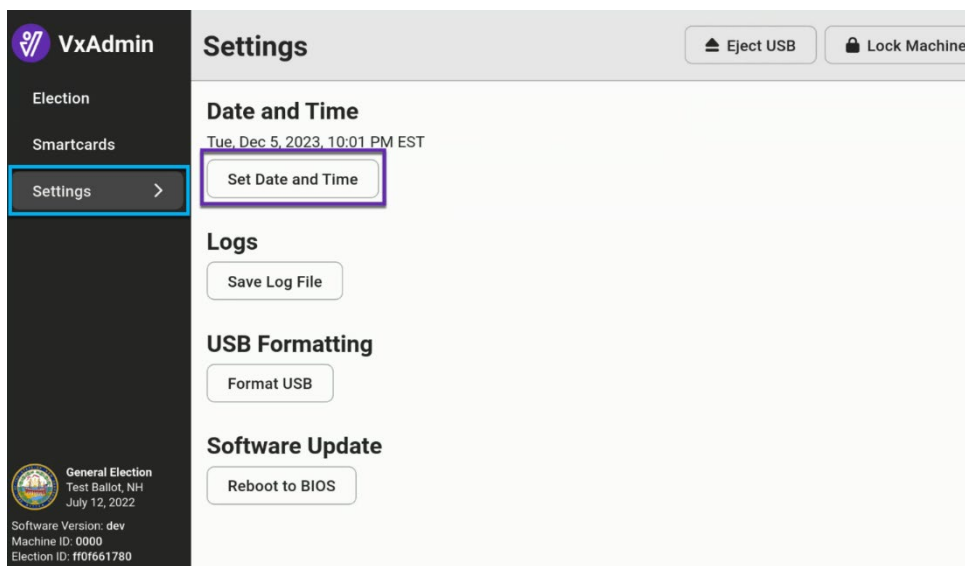 VxAdmin
Election
Smartcards
Settings
General Election
Test Ballot, NH
July 12, 2022
Software Version: dev
Machine ID: 0000
Election ID: ff0f661780
Settings
Eject USB
Lock Machine
Date and Time
Tue, Dec 5, 2023, 10:01 PM EST
Set Date and Time
Logs
Save Log File
USB Formatting
Format USB
Software Update
Reboot to BIOS